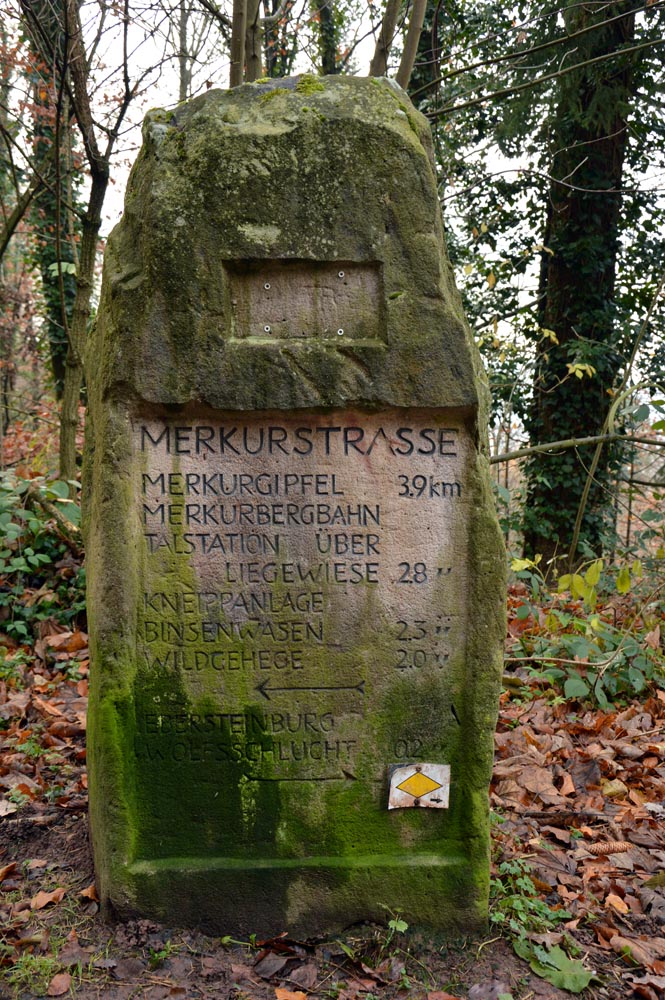 MERKURSTRASSE
MERKURGIPFEL 3.9 km
MERKURBERGBAHN
TALSTATION ÜBER
LIEGEWIESE 2.8 "
KNEIPPANLAGE
BINSENWASEN 2.3 "
WILDGEHEGE 2.0 "
EBERSTEINBURG
WOLFSSCHLUCHT 0.2 "